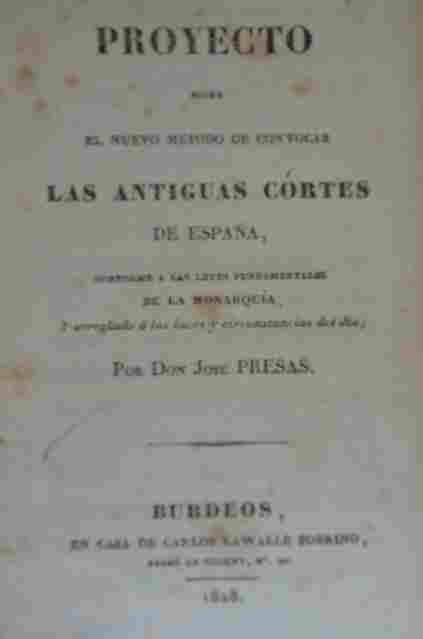 PROYECTO
SOBRE
EL NUEVO METODO DE CONVOCAR
LAS ANTIGUAS CÓRTES
DE ESPAÑA,
CONFORME A LAS LEYES FUNDAMENTALES
DE LA MONARQUÍA,
Y arreglado á las luces y circunstancias del dia;
POR DON JOSÉ PRESAS.
BURDEOS,
EN CASA DE CARLOS LAWALLE SOBRINO,
1828.